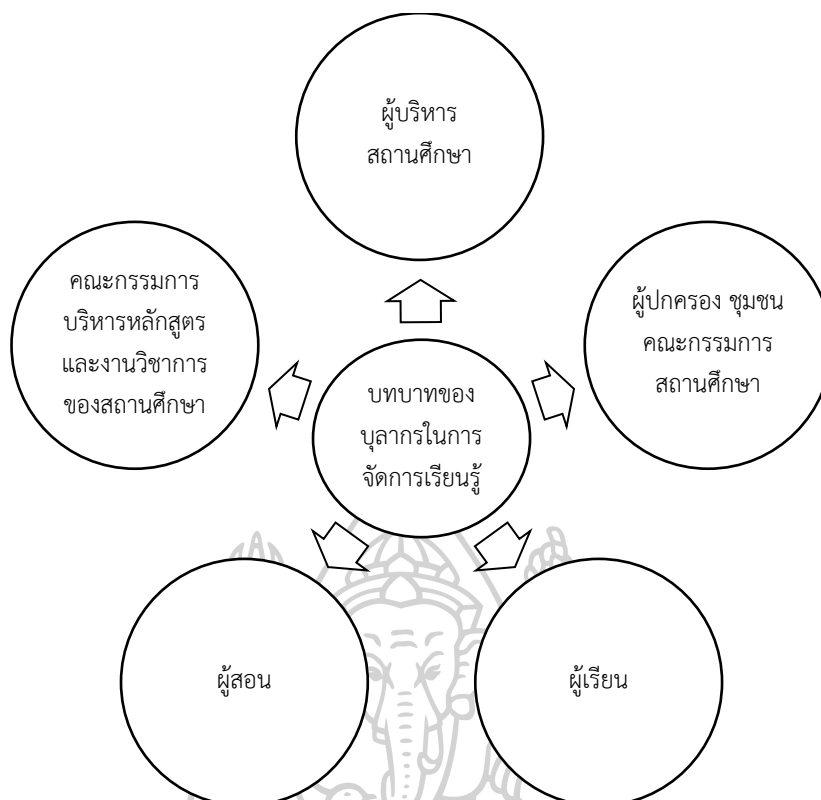 ผู้บริหาร
สถานศึกษา
คณะกรรมการ
บริหารหลักสูตร
และงานวิชาการ
ของสถานศึกษา
ผู้ปกครอง ชุมชน
คณะกรรมการ
สถานศึกษา
บทบาทของ
บุลากรในการ
จัดการเรียนรู้
ผู้สอน
ผู้เรียน